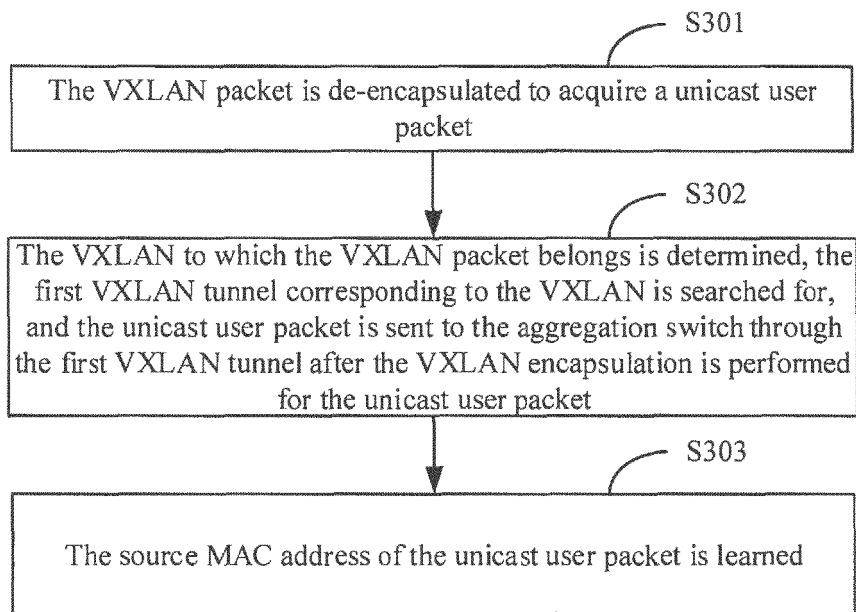 S301
The VXLAN packet is de-encapsulated to acquire a unicast user
packet
S302
The VXLAN to which the VXLAN packet belongs is determined, the
first VXLAN tunnel corresponding to the VXLAN is searched for,
and the unicast user packet is sent to the aggregation switch through
the first VXLAN tunnel after the VXLAN encapsulation is performed
for the unicast user packet
S303
The source MAC address of the unicast user packet is learned